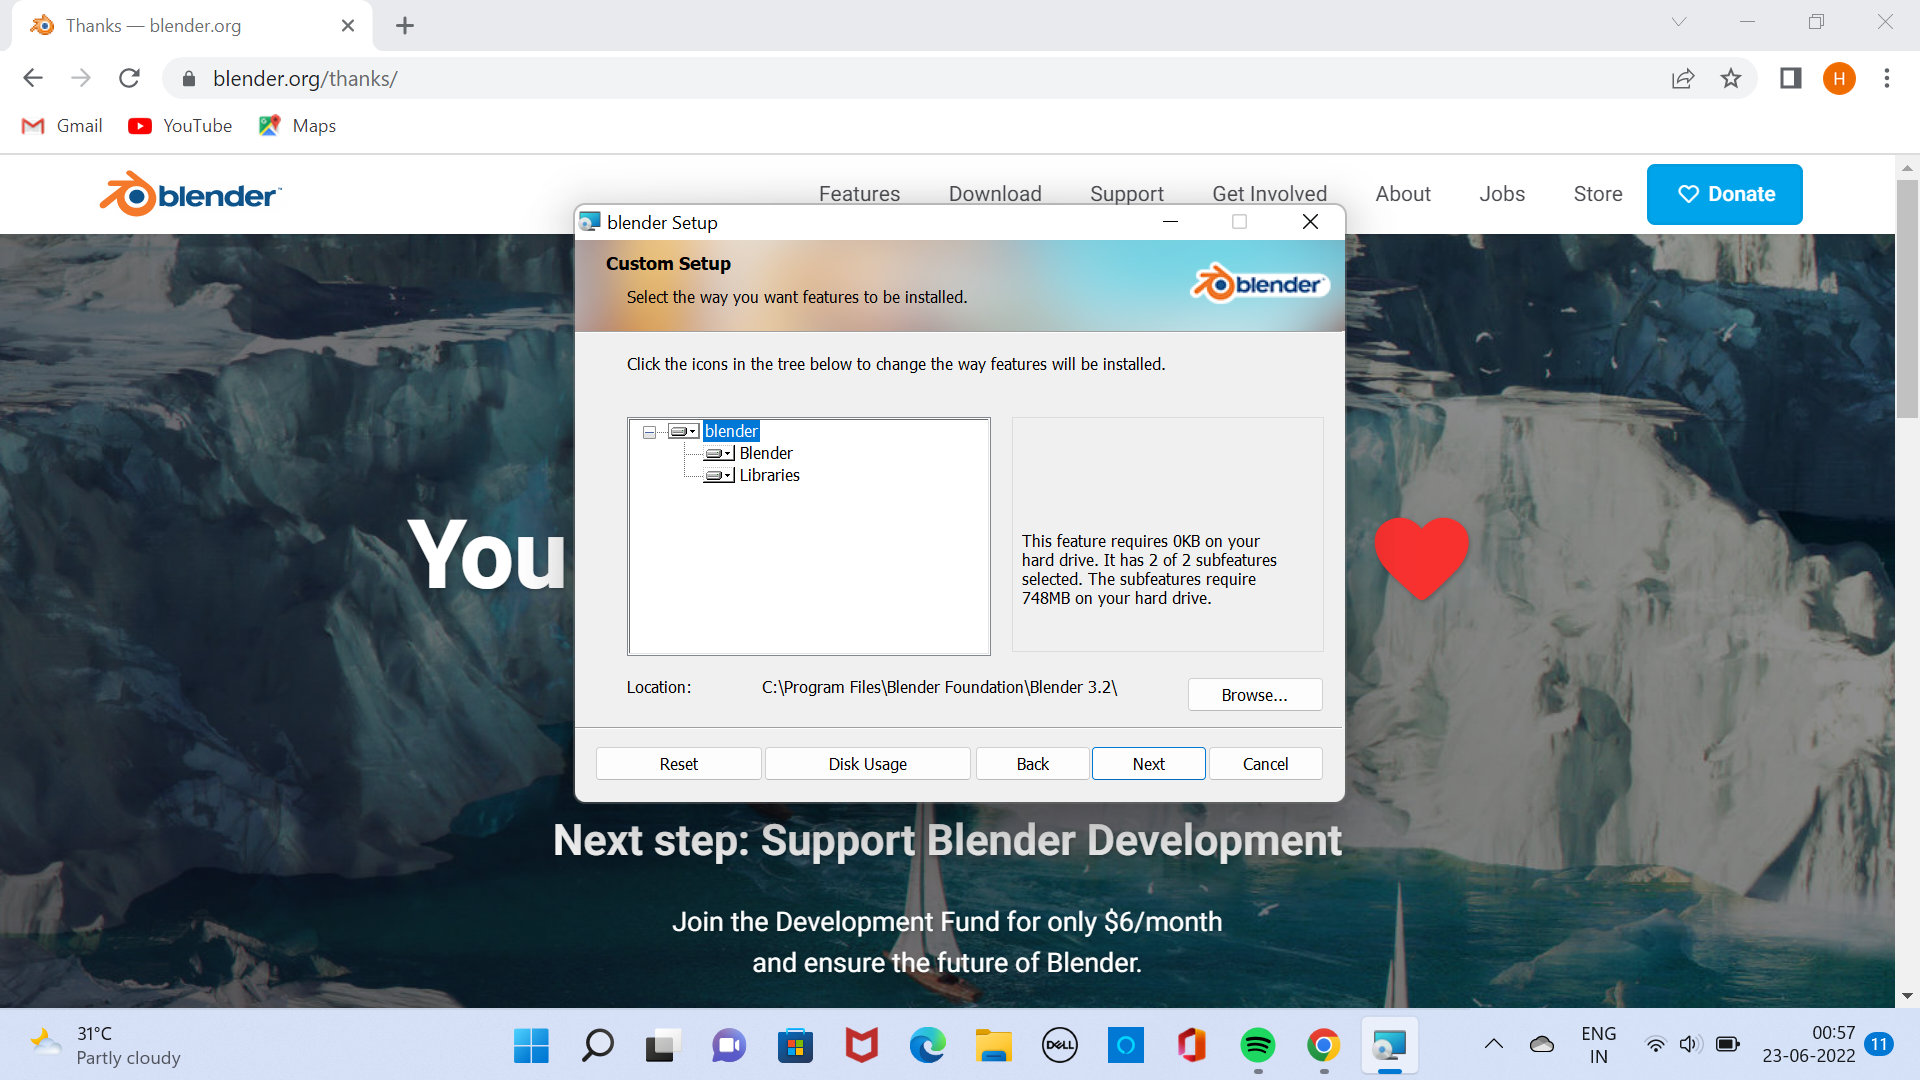 Thanks — blender.org
blender.org/thanks/
H
Gmail
YouTube
Maps
blender
Features
Download
Support
Get Involved
About
Jobs
Store
Donate
blender Setup
Custom Setup
Select the way you want features to be installed.
blender
Click the icons in the tree below to change the way features will be installed.
blender
Blender
Libraries
This feature requires 0KB on your
hard drive. It has 2 of 2 subfeatures
selected. The subfeatures require
748MB on your hard drive.
Location:
C:\Program Files\Blender Foundation\Blender 3.2\
Browse...
Reset
Disk Usage
Back
Next
Cancel
You
Next step: Support Blender Development
Join the Development Fund for only $6/month
and ensure the future of Blender.
31°C
Partly cloudy
DELL
ENG
IN
00:57
23-06-2022
11